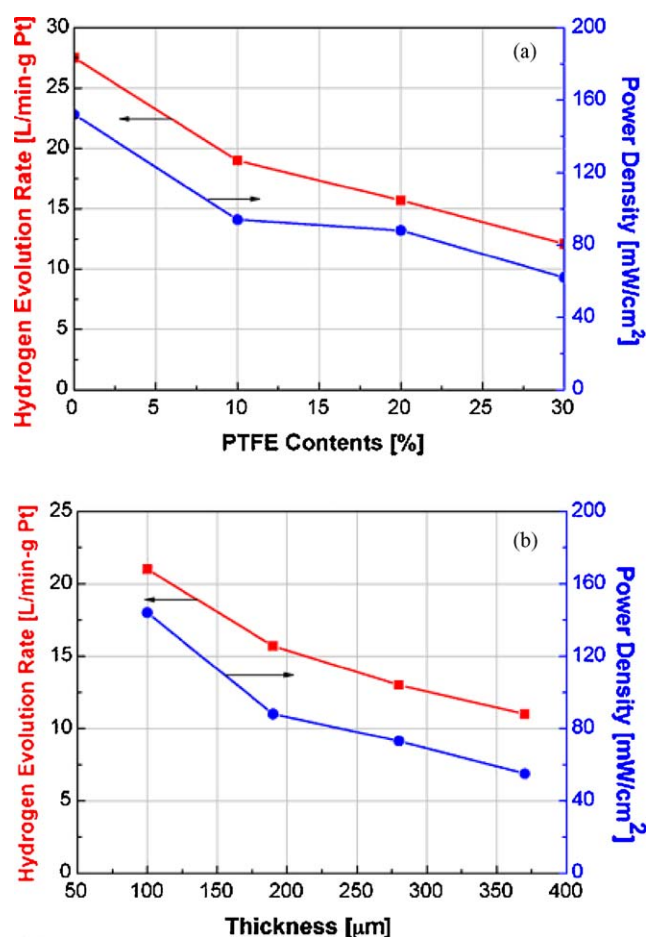 (a)
Hydrogen Evolution Rate [L/min-g Pt]
30
25
20
15
10
5
0
200
160
120
80
40
0
Power Density [mW/cm²]
0 5 10 15 20 25 30
PTFE Contents [%]
(b)
Hydrogen Evolution Rate [L/min-g Pt]
25
20
15
10
5
0
200
160
120
80
40
0
Power Density [mW/cm²]
50 100 150 200 250 300 350 400
Thickness [μm]